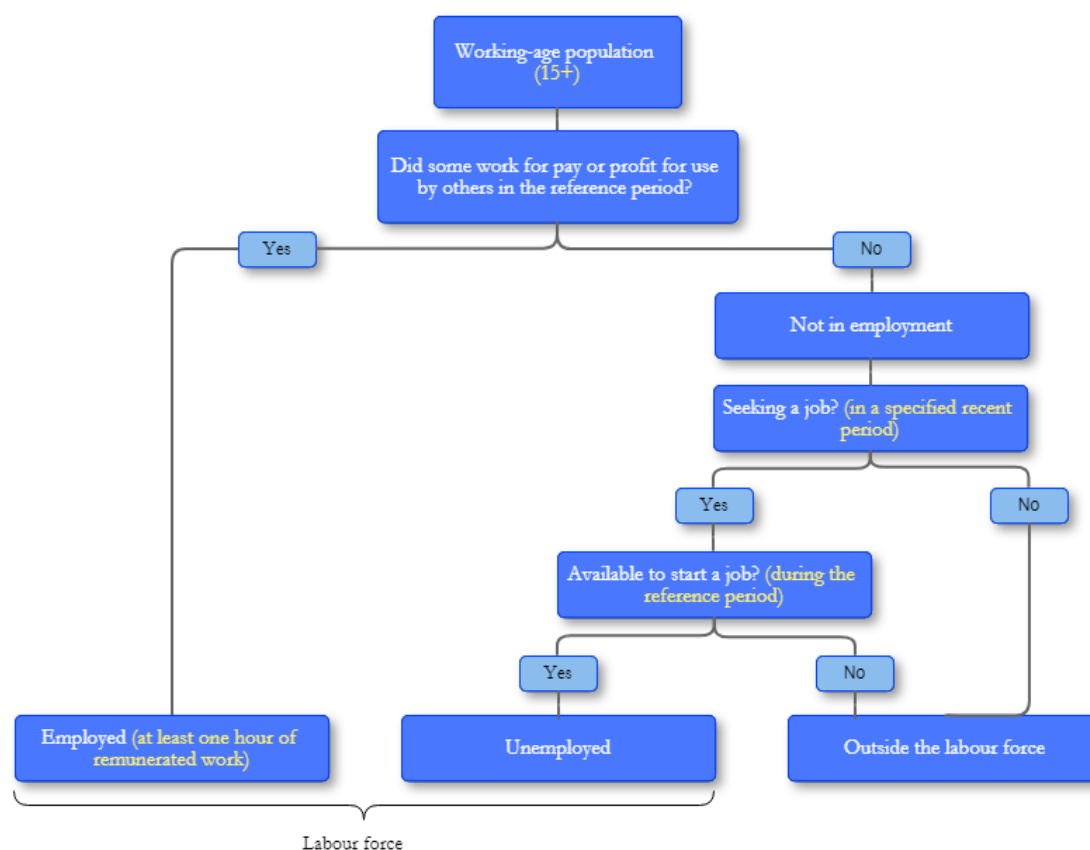 Working-age population
(15+)
Did some work for pay or profit for use
by others in the reference period?
Yes
No
Not in employment
Seeking a job? (in a specified recent
period)
Yes
No
Available to start a job? (during the
reference period)
Yes
No
Employed (at least one hour of
remunerated work)
Unemployed
Outside the labour force
Labour force